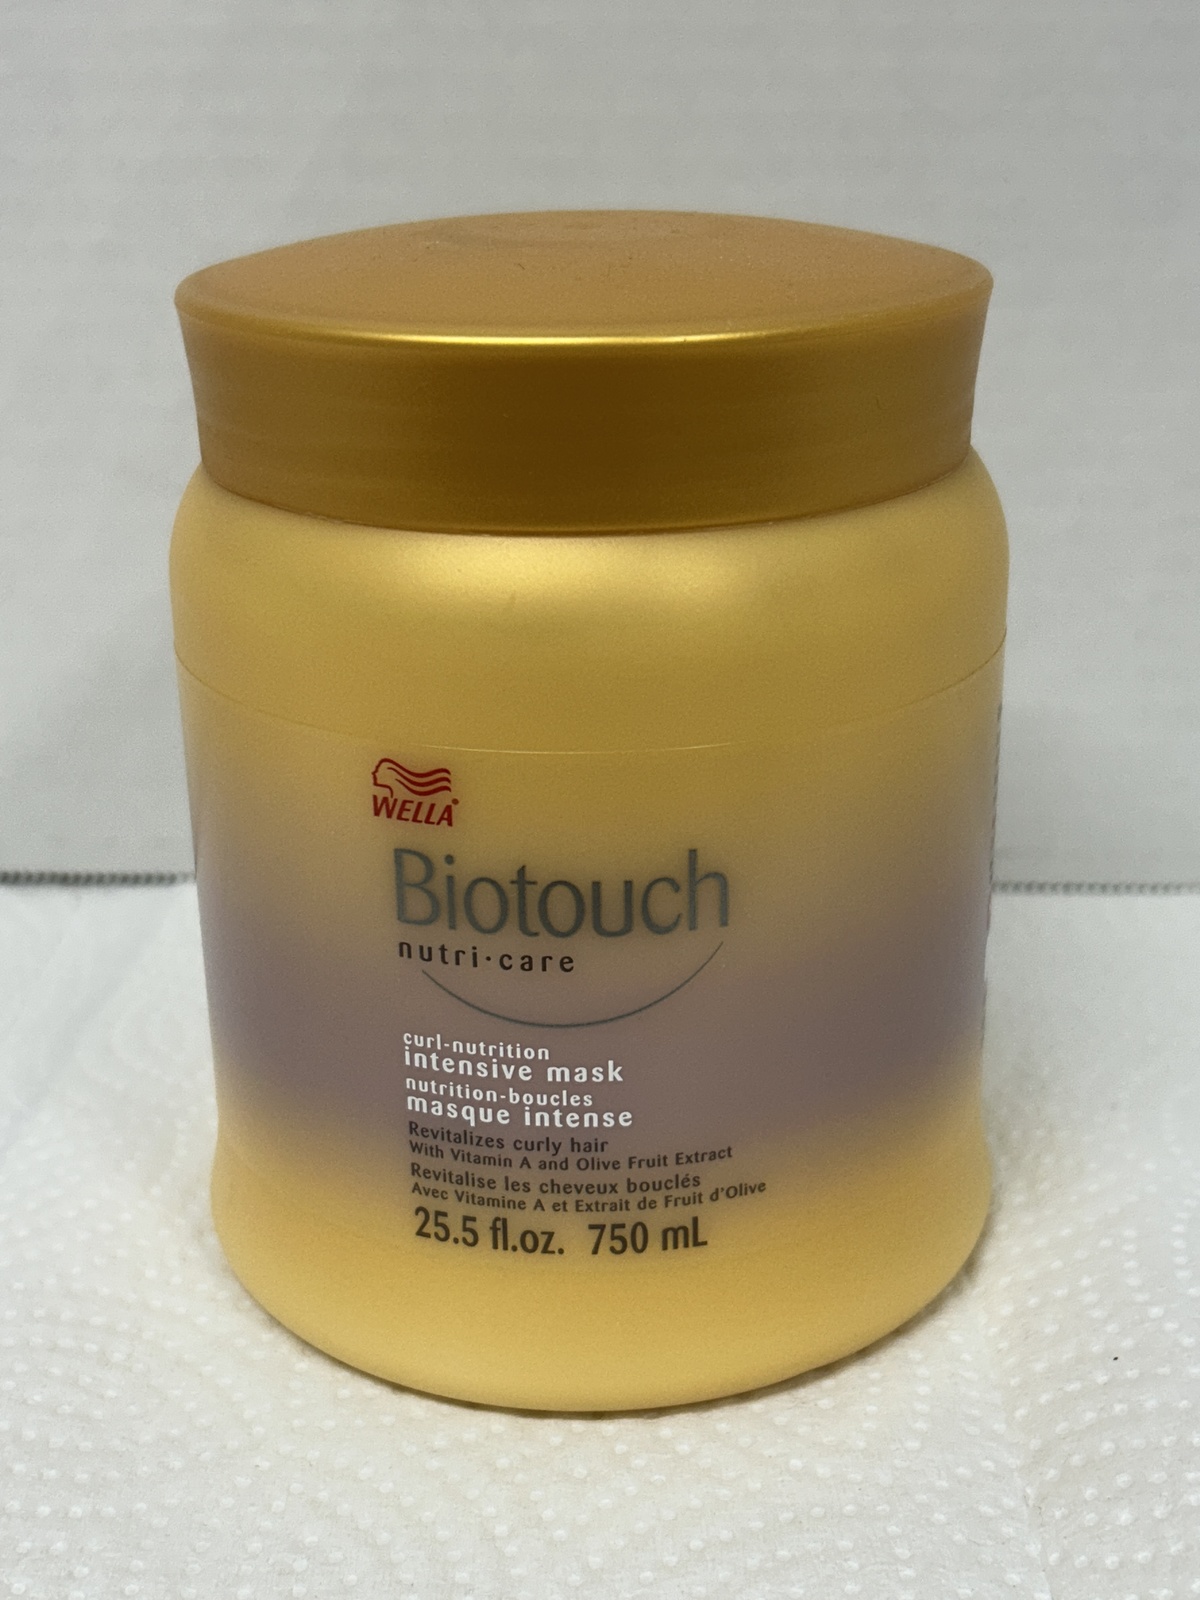 WELLA
Biotouch
nutri·care
curl-nutrition
intensive mask
nutrition-boucles
masque intense
Revitalizes curly hair
With Vitamin A and Olive Fruit Extract
Revitalise les cheveux bouclés
Avec Vitamine A et Extrait de Fruit d'Olive
25.5 fl.oz. 750 mL